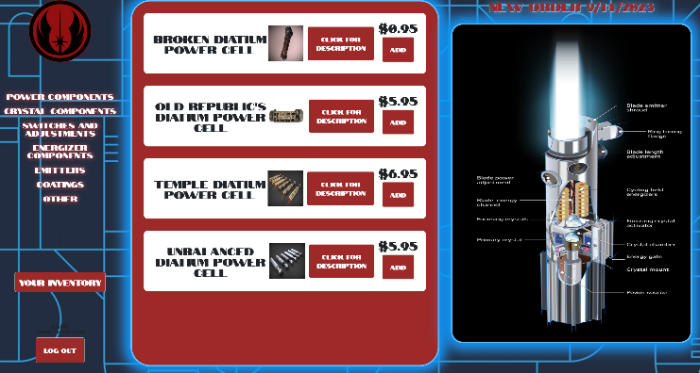 NEW ORDER 9/11/2023
POWER COMPONENTS
CRYSTAL COMPONENTS
SWITCHES AND
ADJUSTMENTS
ENERGIZER
COMPONENTS
EMITTERS
COATINGS
OTHER
YOUR INVENTORY
LOG OUT
BROKEN DIATIUM
POWER CELL
CLICK FOR
DESCRIPTION
$0.95
ADD
OLD REPUBLIC'S
DIATIUM POWER
CELL
CLICK FOR
DESCRIPTION
$5.95
ADD
TEMPLE DIATIUM
POWER CELL
CLICK FOR
DESCRIPTION
$6.95
ADD
UNBALANCED
DIATIUM POWER
CELL
CLICK FOR
DESCRIPTION
$5.95
ADD
Blade emitter
shroud
Ring tuning
flange
Blade length
adjustment
Blade power
adjustment
Cycling field
energizers
Blade energy
channel
Focusing crystals
Focusing crystal
activator
Primary crystal
Crystal chamber
Energy gate
Crystal mount